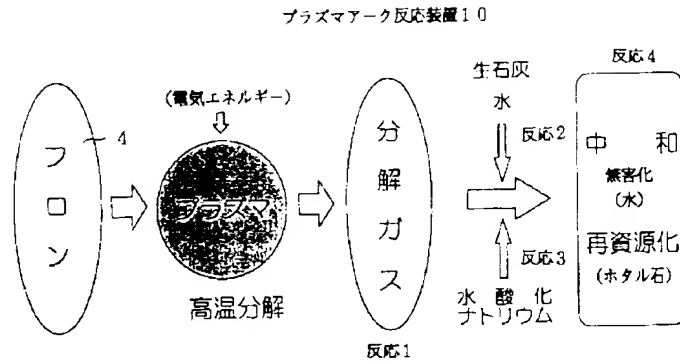 プラズマアーク反応装置10
フロン
4
(電気エネルギー)
プラズマ
高温分解
分解ガス
反応1
生石灰
水
反応2
反応3
水酸化
ナトリウム
反応4
中和
無害化
(水)
再資源化
(ホタル石)